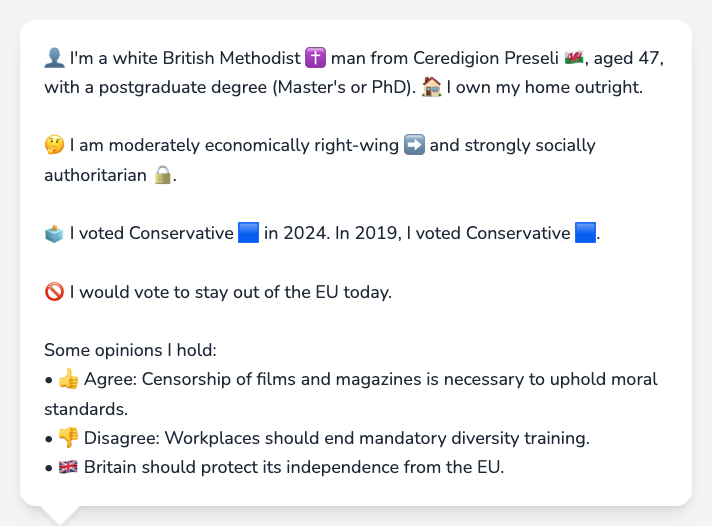 👤 I'm a white British Methodist ✝️ man from Ceredigion Preseli 🏴󠁧󠁢󠁷󠁬󠁳󠁿, aged 47,
with a postgraduate degree (Master's or PhD). 🏠 I own my home outright.
🤔 I am moderately economically right-wing ➡️ and strongly socially
authoritarian 🔒.
🗳️ I voted Conservative 🟦 in 2024. In 2019, I voted Conservative 🟦.
🚫 I would vote to stay out of the EU today.
Some opinions I hold:
• 👍 Agree: Censorship of films and magazines is necessary to uphold moral
standards.
• 👎 Disagree: Workplaces should end mandatory diversity training.
• 🇬🇧 Britain should protect its independence from the EU.